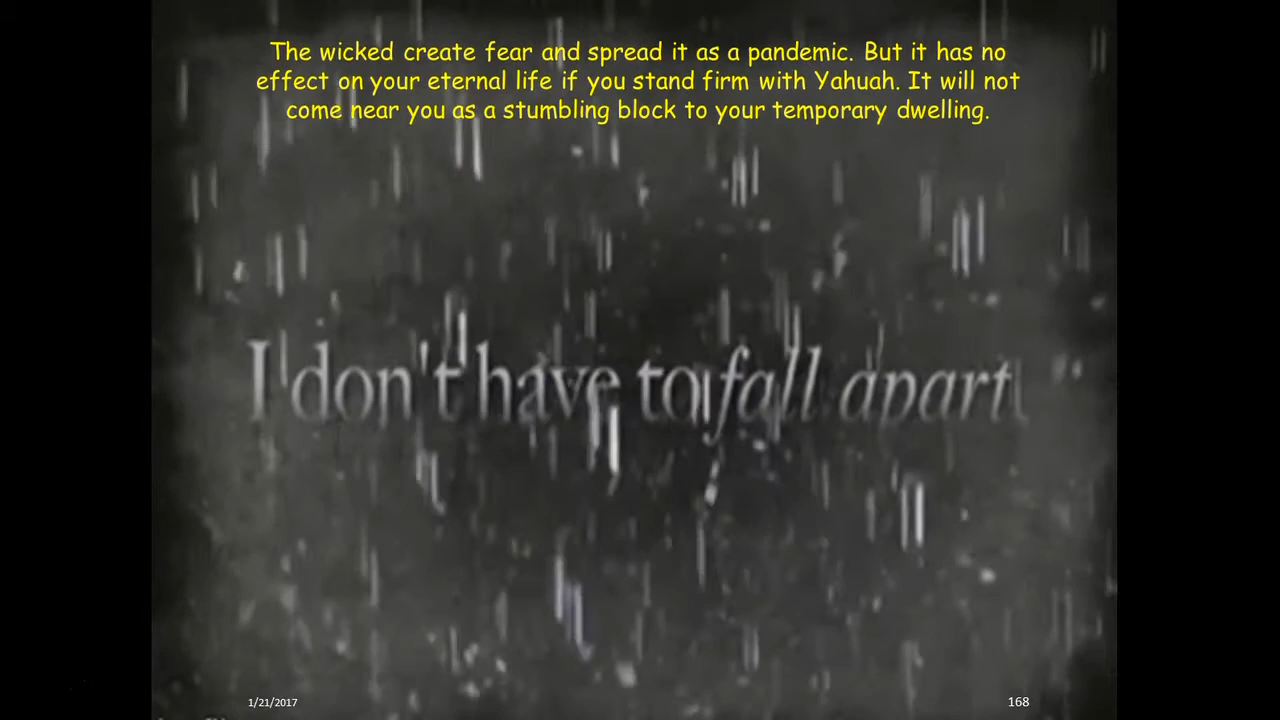 The wicked create fear and spread it as a pandemic. But it has no
effect on your eternal life if you stand firm with Yahuah. It will not
come near you as a stumbling block to your temporary dwelling.
I don't have to fall apart
1/21/2017
168